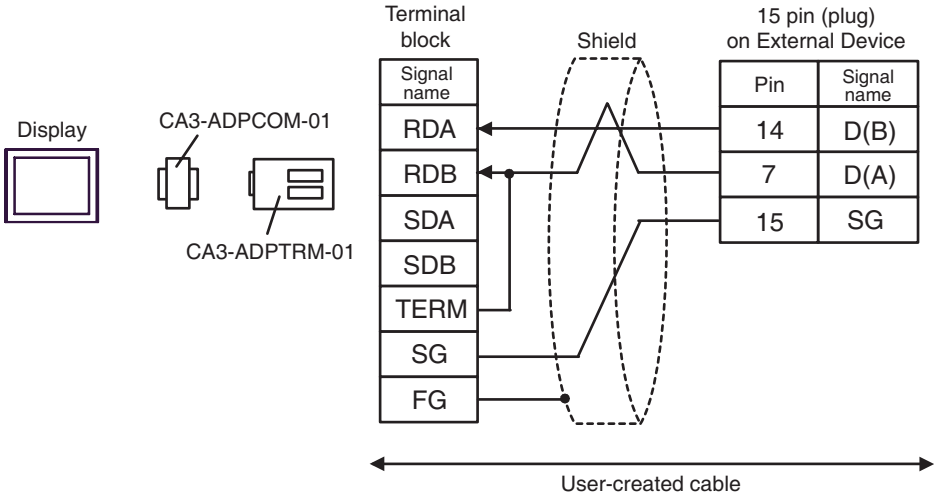 Terminal
block
Shield
15 pin (plug)
on External Device
Display
CA3-ADPCOM-01
CA3-ADPTRM-01
Signal
name
RDA
RDB
SDA
SDB
TERM
SG
FG
Pin
Signal
name
14
D(B)
7
D(A)
15
SG
User-created cable